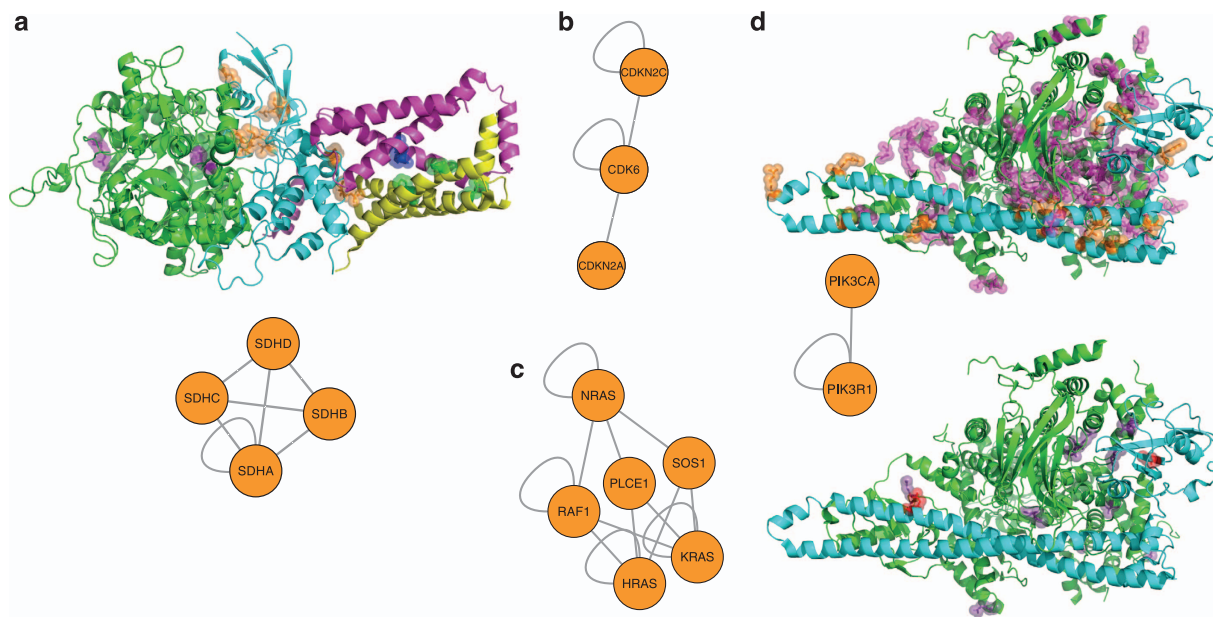 a
SDHD
SDHC
SDHB
SDHA
b
CDKN2C
CDK6
CDKN2A
c
NRAS
SOS1
PLCE1
RAF1
KRAS
HRAS
d
PIK3CA
PIK3R1